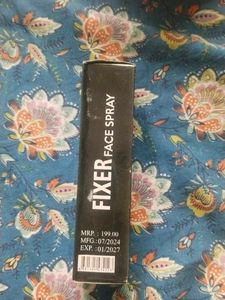 FIXER FACE SPRAY
MRP. : 199.00
MFG.:07/2024
EXP. :01/2027